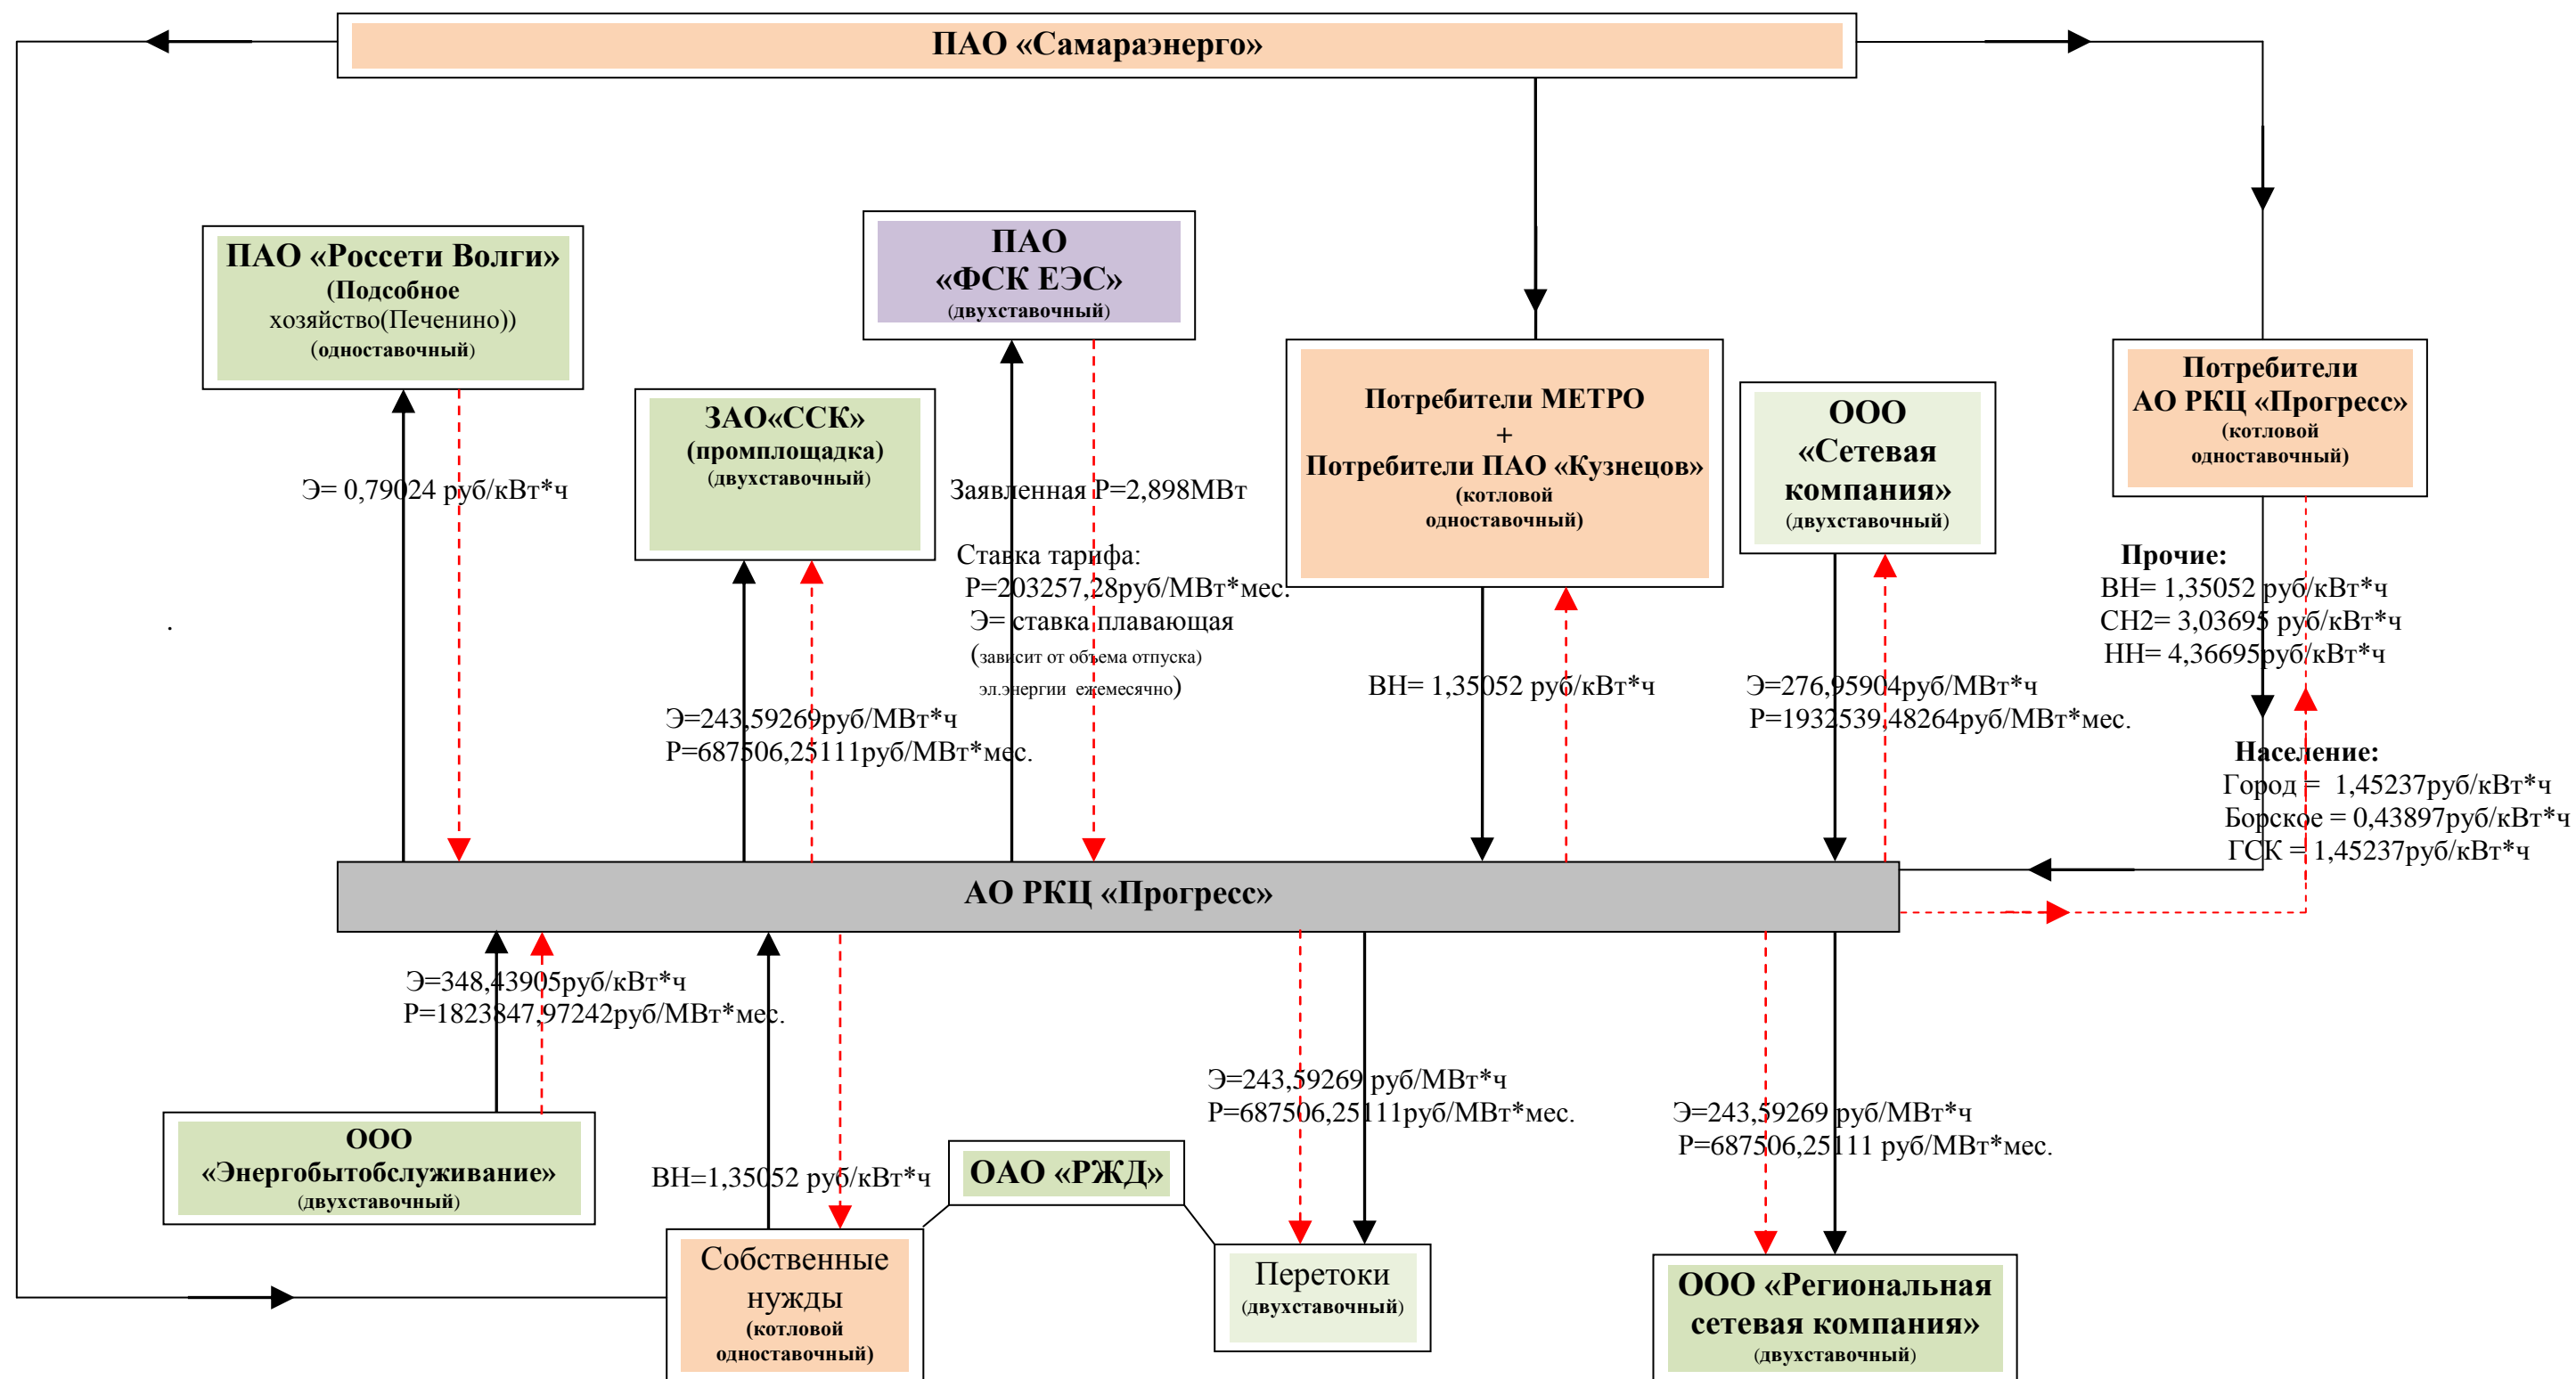 ПАО «Самараэнерго»
ПАО «Россети Волги»
(Подсобное
хозяйство(Печенино))
(одноставочный)
ПАО
«ФСК ЕЭС»
(двухставочный)
ЗАО«ССК»
(промплощадка)
(двухставочный)
Потребители МЕТРО
+
Потребители ПАО «Кузнецов»
(котловой
одноставочный)
ООО
«Сетевая
компания»
(двухставочный)
Потребители
АО РКЦ «Прогресс»
(котловой
одноставочный)
Э= 0,79024 руб/кВт*ч
Заявленная Р=2,898МВт
Ставка тарифа:
Р=203257,28руб/МВт*мес.
Э= ставка плавающая
(зависит от объема отпуска)
эл.энергии ежемесячно)
Прочие:
ВН= 1,35052 руб/кВт*ч
СН2= 3,03695 руб/кВт*ч
НН= 4,36695руб/кВт*ч
.
Э=243,59269руб/МВт*ч
Р=687506,25111руб/МВт*мес.
ВН= 1,35052 руб/кВт*ч
Э=276,95904руб/МВт*ч
Р=1932539,48264руб/МВт*мес.
Население:
Город = 1,45237руб/кВт*ч
Борское = 0,43897руб/кВт*ч
ГСК = 1,45237руб/кВт*ч
АО РКЦ «Прогресс»
Э=348,43905руб/кВт*ч
Р=1823847,97242руб/МВт*мес.
Э=243,59269 руб/МВт*ч
Р=687506,25111руб/МВт*мес.
Э=243,59269 руб/МВт*ч
Р=687506,25111 руб/МВт*мес.
ООО
«Энергобытобслуживание»
(двухставочный)
ВН=1,35052 руб/кВт*ч
ОАО «РЖД»
Собственные
нужды
(котловой
одноставочный)
Перетоки
(двухставочный)
ООО «Региональная
сетевая компания»
(двухставочный)